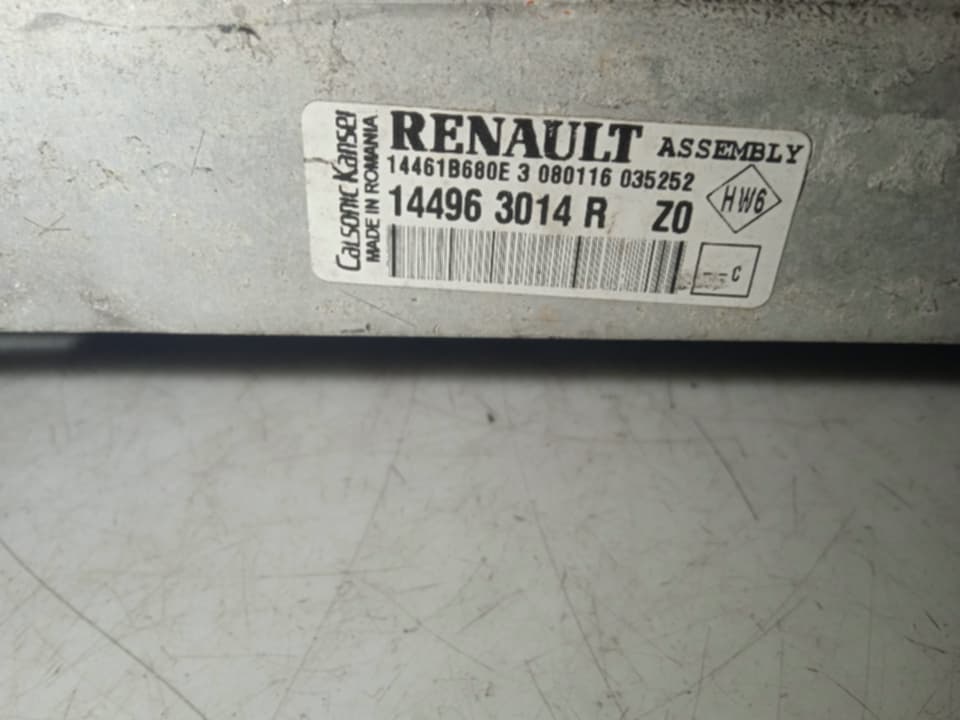 Calsonic Kansei
MADE IN ROMANIA
RENAULT ASSEMBLY
14461B680E 3 080116 035252
14496 3014 R Z0
HW6
--C